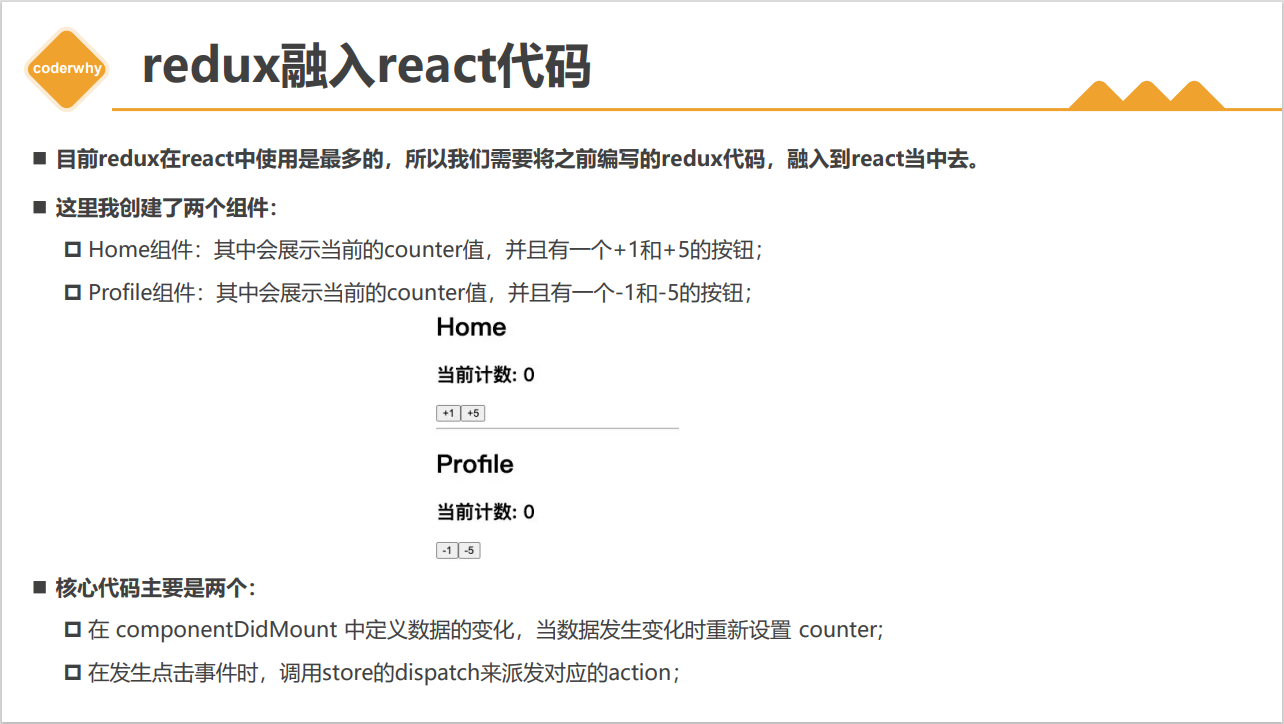 coderwhy
redux融入react代码
目前redux在react中使用是最多的，所以我们需要将之前编写的redux代码，融入到react当中去。
这里我创建了两个组件：
Home组件：其中会展示当前的counter值，并且有一个+1和+5的按钮；
Profile组件：其中会展示当前的counter值，并且有一个-1和-5的按钮；
Home
当前计数: 0
+1 +5
Profile
当前计数: 0
-1 -5
核心代码主要是两个：
在 componentDidMount 中定义数据的变化，当数据发生变化时重新设置 counter;
在发生点击事件时，调用store的dispatch来派发对应的action；